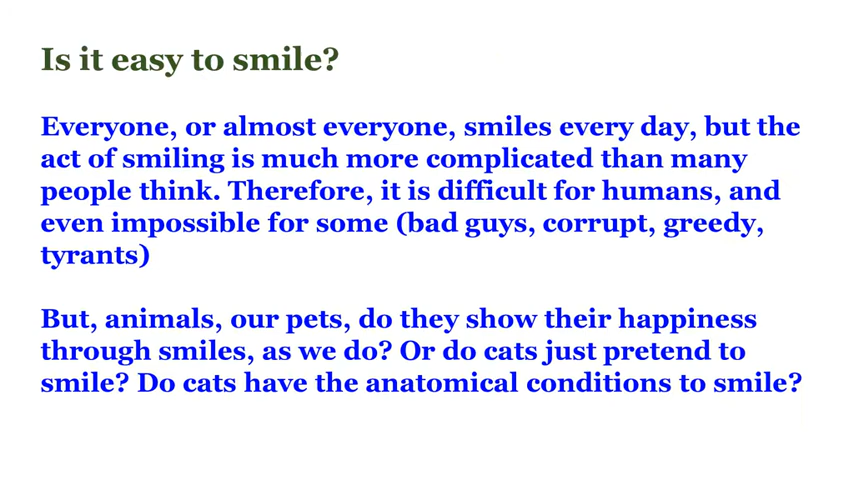 Is it easy to smile?
Everyone, or almost everyone, smiles every day, but the
act of smiling is much more complicated than many
people think. Therefore, it is difficult for humans, and
even impossible for some (bad guys, corrupt, greedy,
tyrants)
But, animals, our pets, do they show their happiness
through smiles, as we do? Or do cats just pretend to
smile? Do cats have the anatomical conditions to smile?